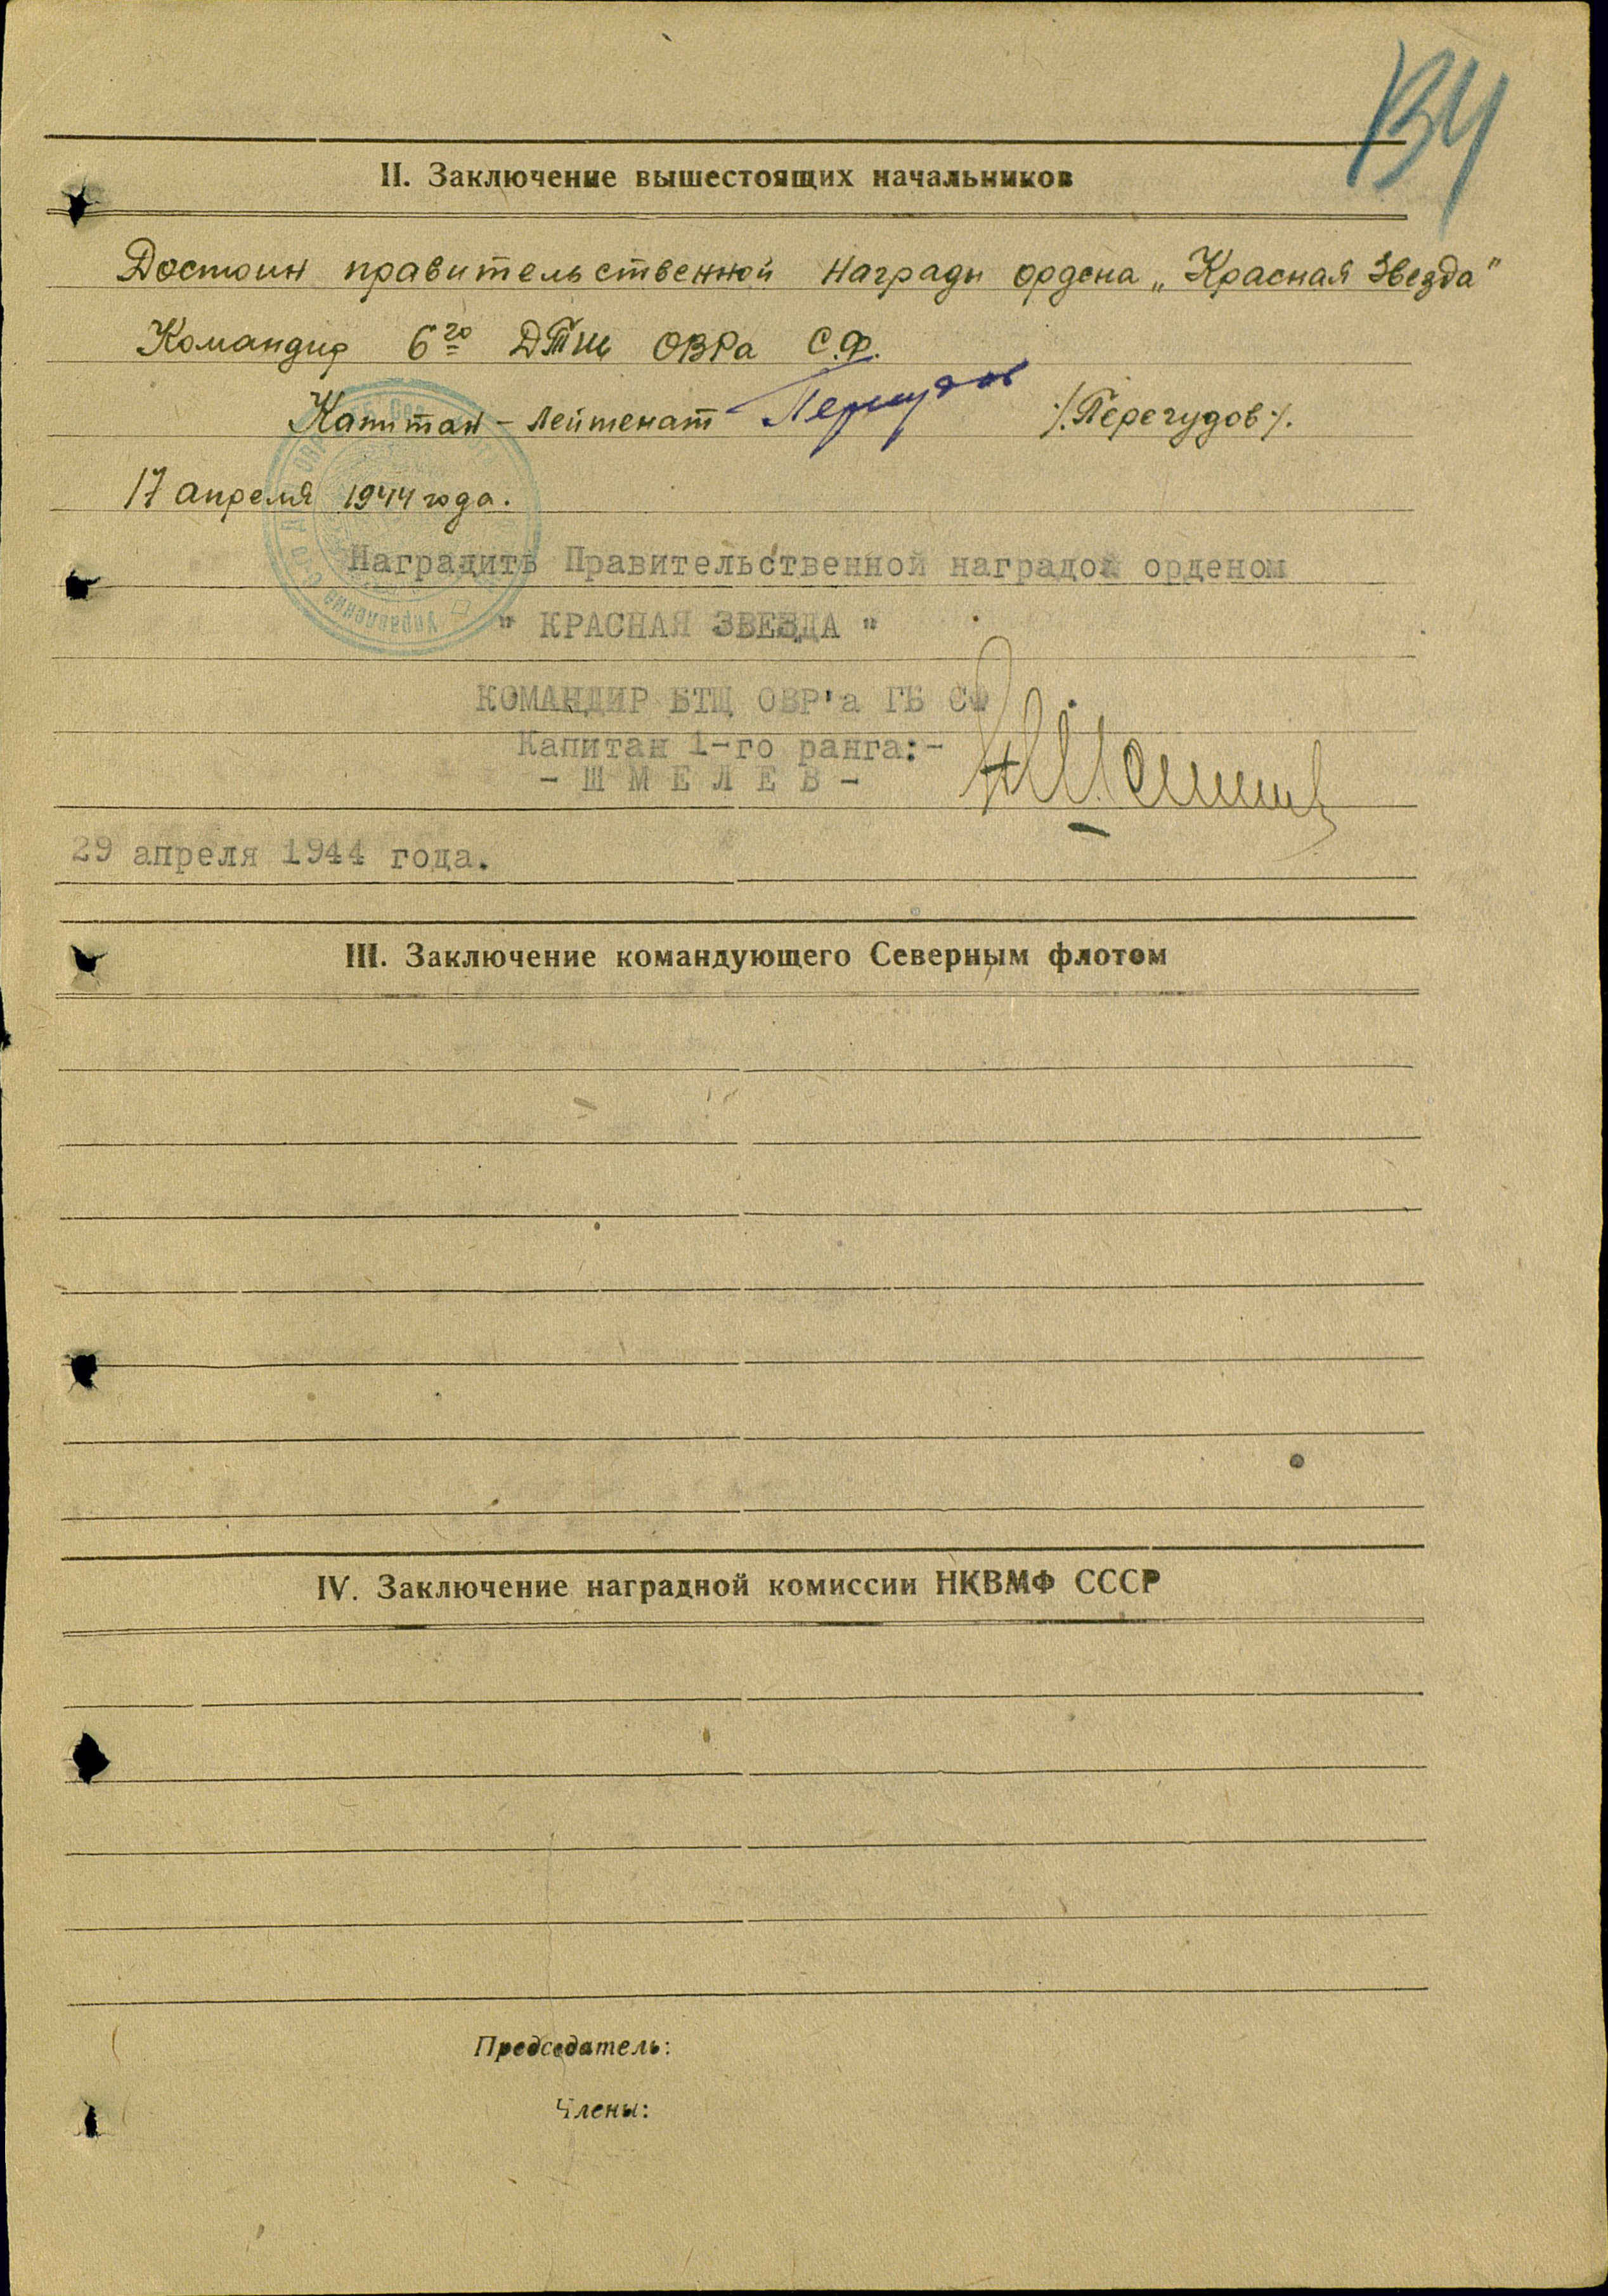 134
II. Заключение вышестоящих начальников
Достоин правительственной награды ордена „Красная Звезда"
Командир 6го ДТЩ ОВРа С.Ф.
Капитан-Лейтенант Перегудов ./.Перегудов./.
17 апреля 1944 года.
Наградить Правительственной наградой орденом
" КРАСНАЯ ЗВЕЗДА "
КОМАНДИР БТЩ ОВР'а ГБ СФ
Капитан 1-го ранга:-
- Ш М Е Л Е В -
29 апреля 1944 года.
III. Заключение командующего Северным флотом
IV. Заключение наградной комиссии НКВМФ СССР
Председатель:
Члены: